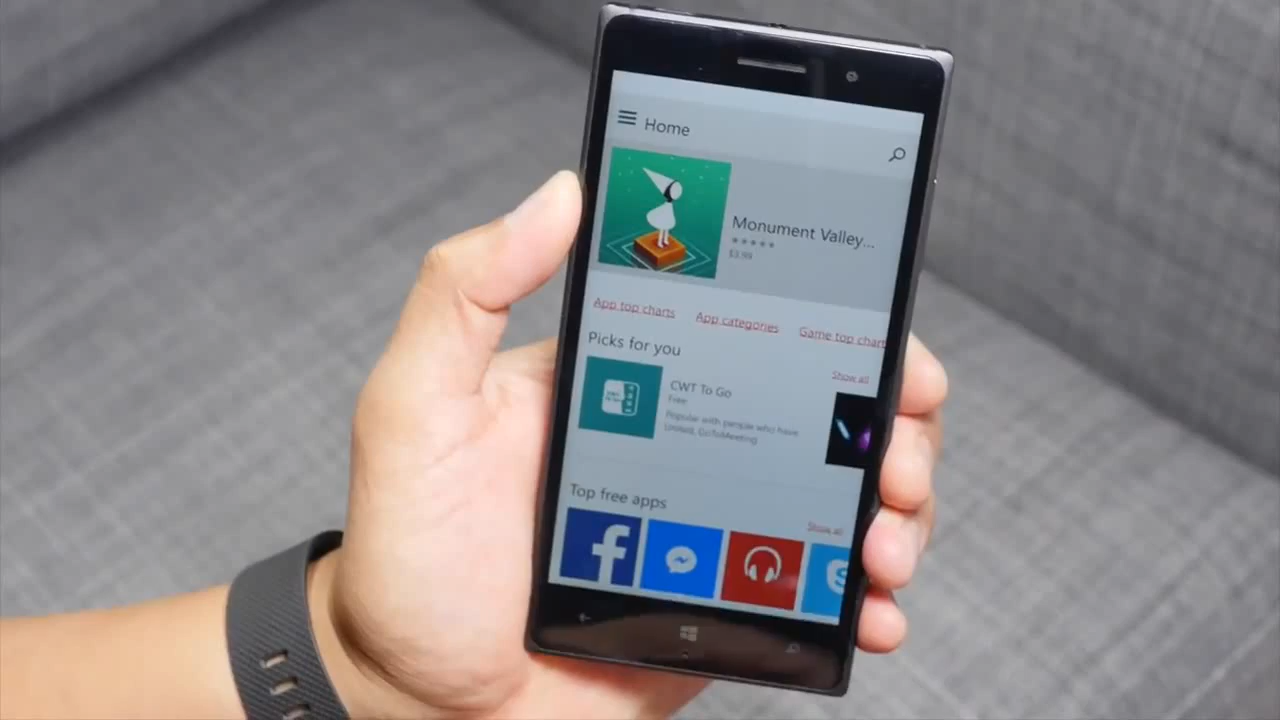 Home
Monument Valley...
$3.99
App top charts
App categories
Game top chart
Picks for you
Show all
CWT To Go
Free
Popular with people who have
United, GoToMeeting
Top free apps
Show all